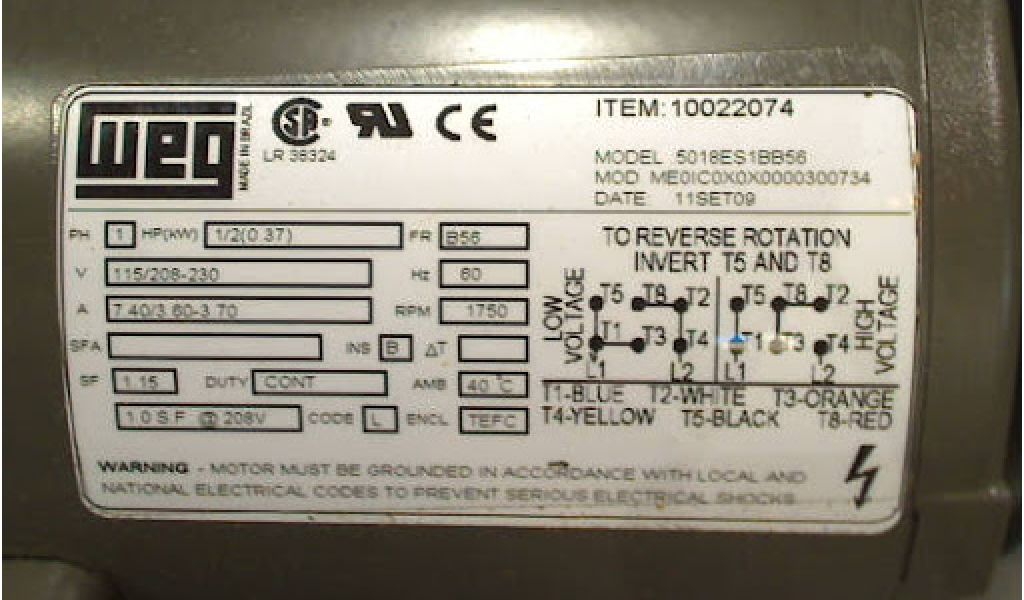 WEG
MADE IN BRAZIL
SA
LR 38324
CE
ITEM: 10022074
MODEL 5018ES1BB56
MOD ME0IC0X0X0000300734
DATE: 11SET09
PH 1 HP(kW) 1/2(0.37) FR B56
V 115/208-230 Hz 60
A 7.40/3.60-3.70 RPM 1750
SFA INS B ΔT
SF 1.15 DUTY CONT AMB 40°C
1.0 S F @ 208V CODE L ENCL TEFC
TO REVERSE ROTATION
INVERT T5 AND T8
LOW VOLTAGE
T5 T8 T2
T1 T3 T4
L1 L2
HIGH VOLTAGE
T5 T8 T2
T1 T3 T4
L1 L2
T1-BLUE T2-WHITE T3-ORANGE
T4-YELLOW T5-BLACK T8-RED
WARNING - MOTOR MUST BE GROUNDED IN ACCORDANCE WITH LOCAL AND
NATIONAL ELECTRICAL CODES TO PREVENT SERIOUS ELECTRICAL SHOCKS